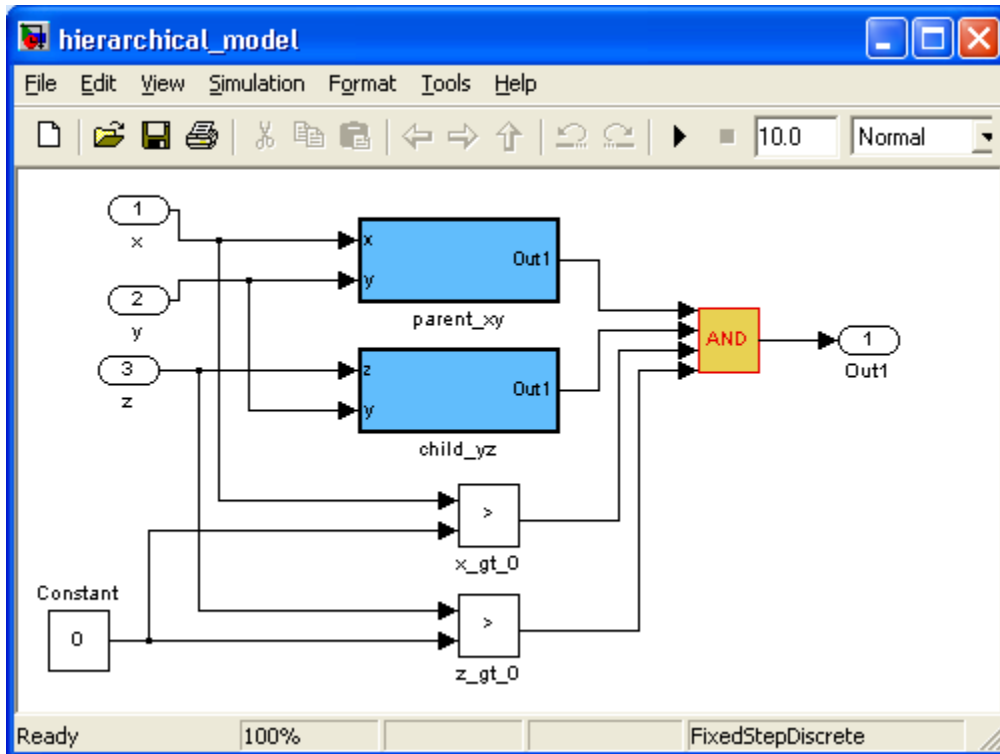 hierarchical_model
File Edit View Simulation Format Tools Help
10.0 Normal
1
x
2
y
3
z
x
y
Out1
parent_xy
z
y
Out1
child_yz
AND
1
Out1
>
x_gt_0
Constant
0
>
z_gt_0
Ready 100% FixedStepDiscrete